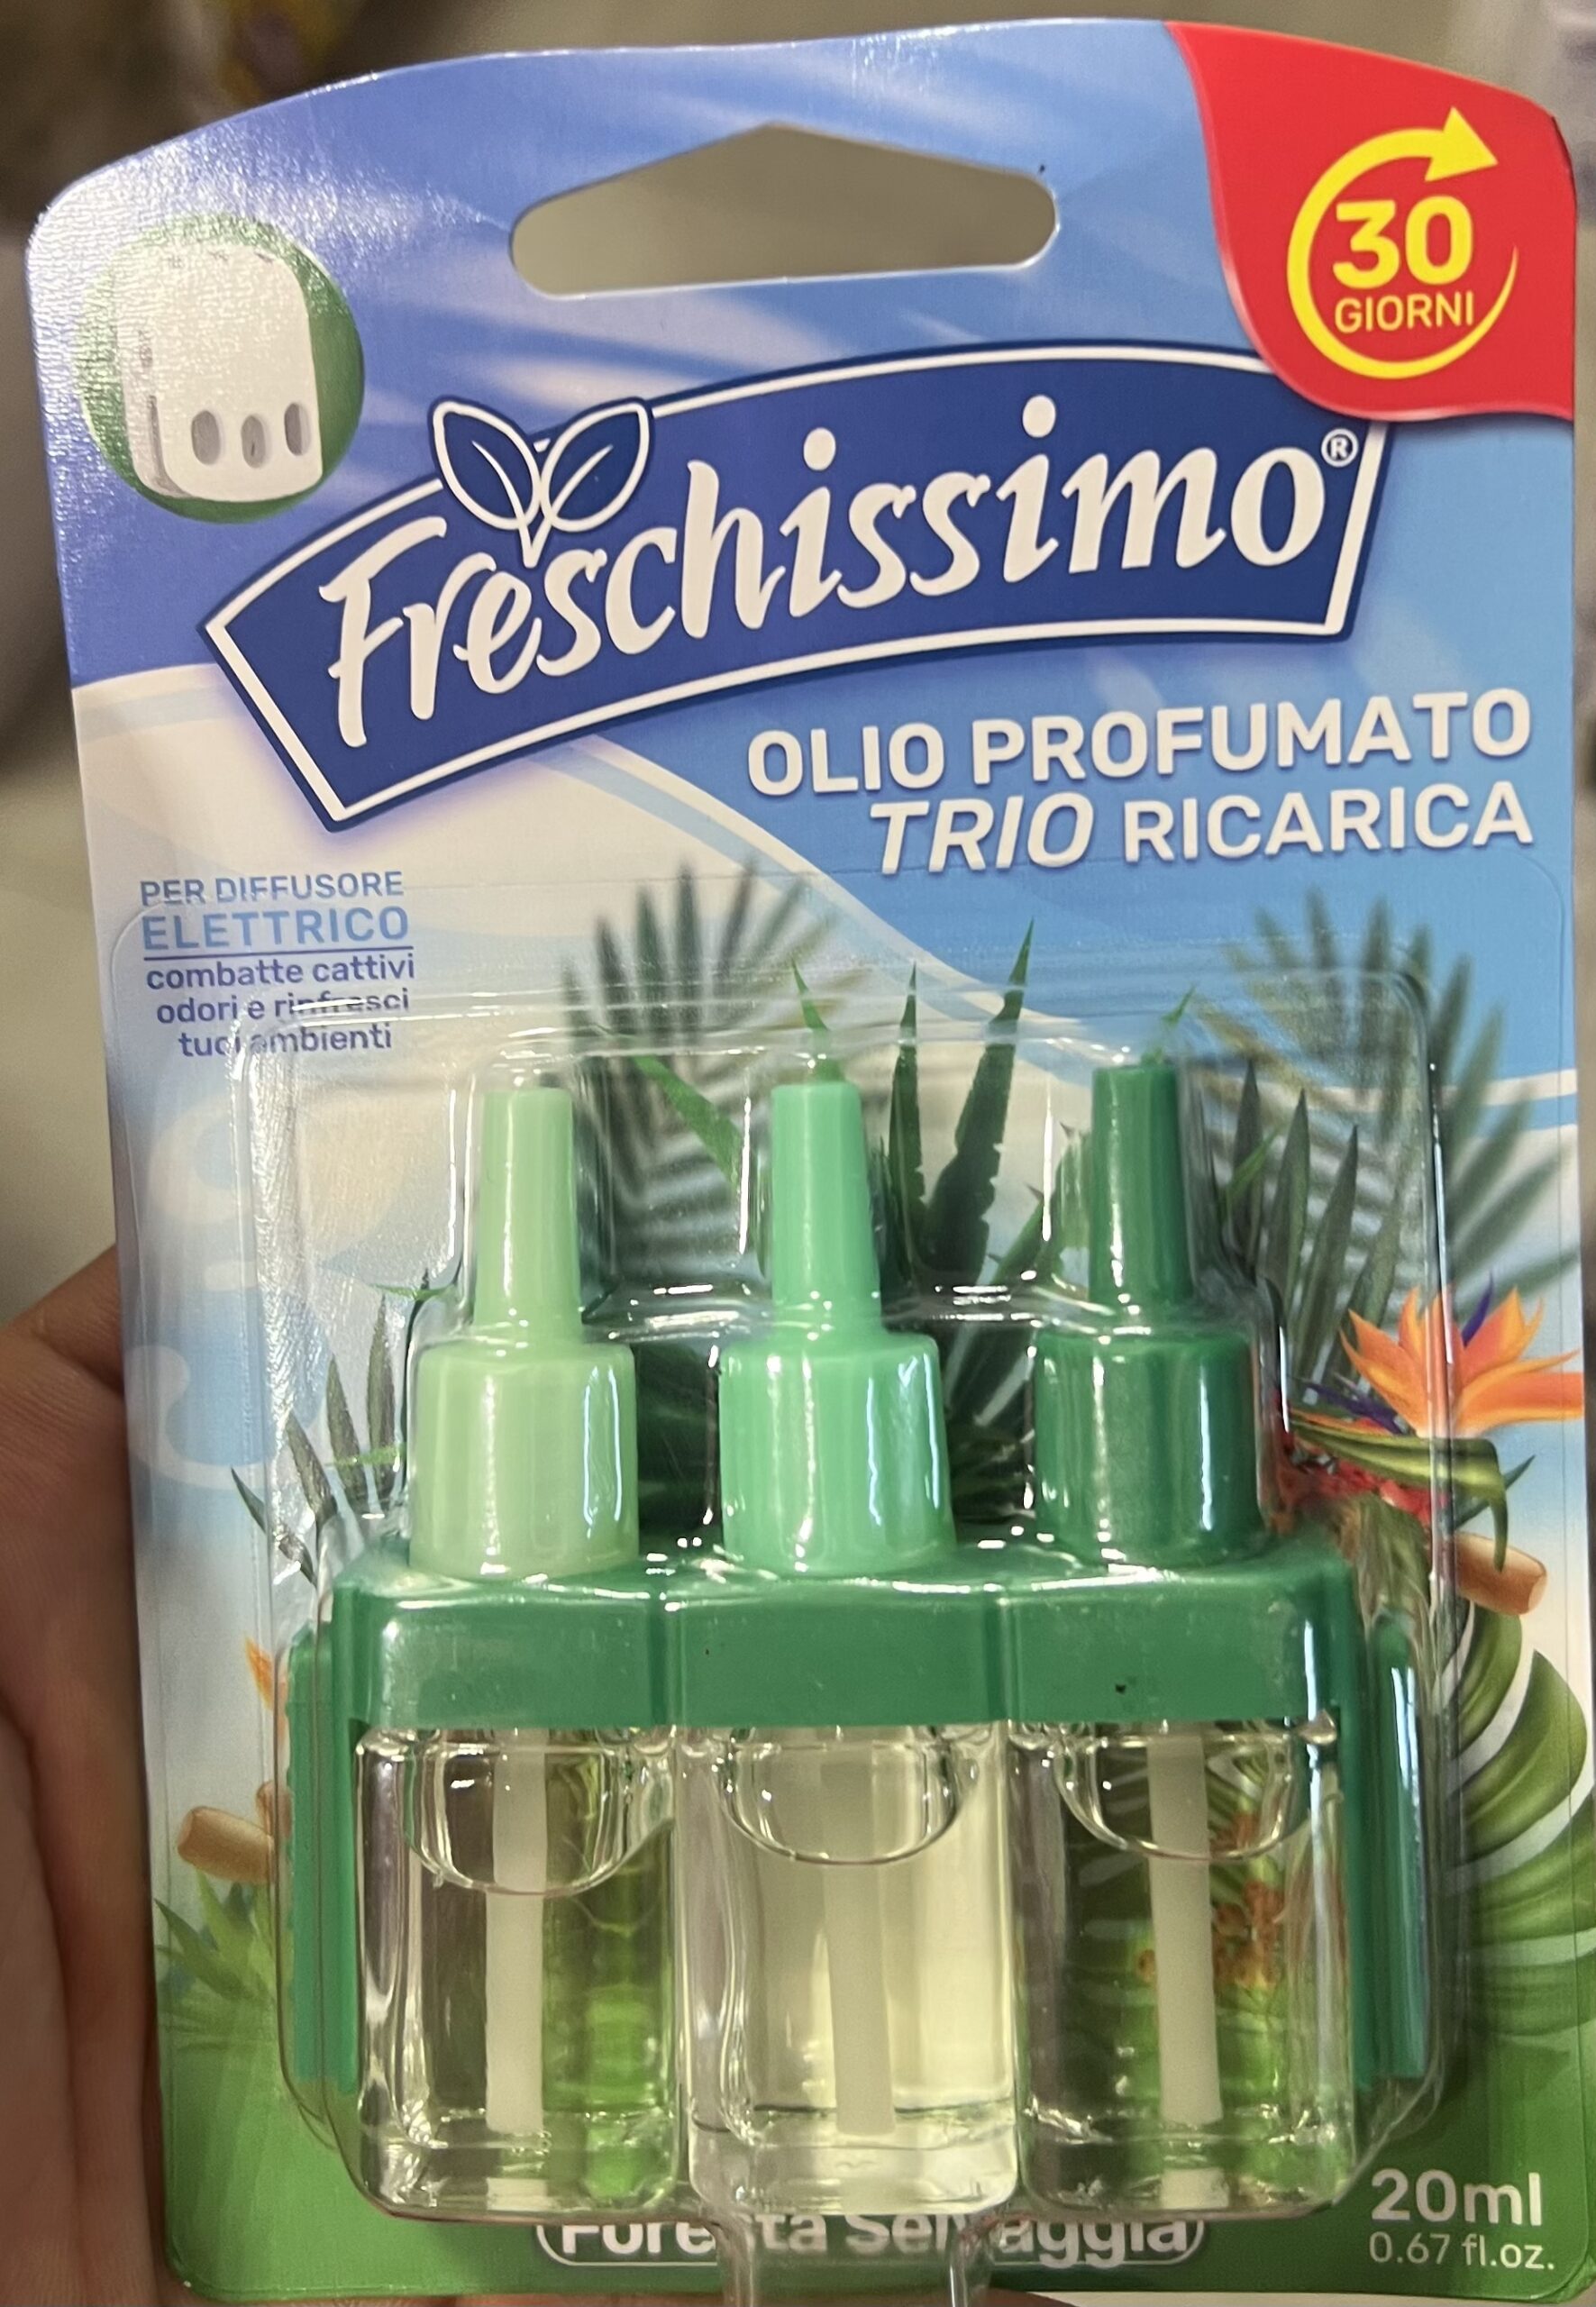 30
GIORNI
Freschissimo®
OLIO PROFUMATO
TRIO RICARICA
PER DIFFUSORE
ELETTRICO
combatte cattivi
odori e rinfresci
tuoi ambienti
Foresta Selvaggia
20ml
0.67 fl.oz.